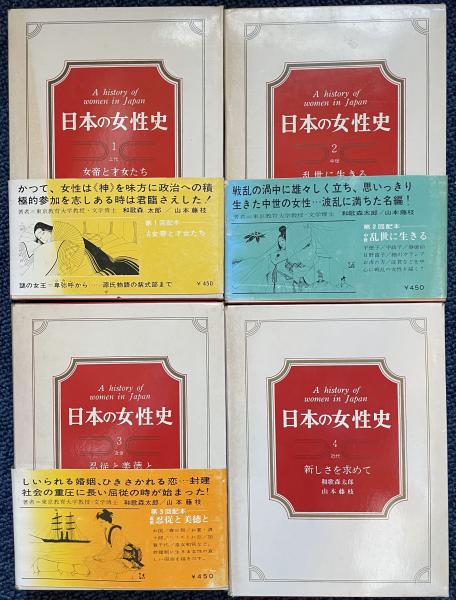 A history of
women in Japan
日本の女性史
1
上代
女帝と才女たち
かつて、女性は《神》を味方に政治への積
極的参加を志しある時は君臨さえした!
著者=東京教育大学教授・文学博士 和歌森太郎/山本藤枝
第1回配本
女帝と才女たち
謎の女王─卑弥呼から……源氏物語の紫式部まで
¥450
A history of
women in Japan
日本の女性史
2
中世
乱世に生きる
戦乱の渦中に雄々しく立ち、思いっきり
生きた中世の女性…波乱に満ちた名編!
著者=東京教育大学教授・文学博士 和歌森太郎/山本藤枝
第2回配本
乱世に生きる
¥450
A history of
women in Japan
日本の女性史
3
近世
忍従と美徳と
しいられる婚姻、ひきさかれる恋…封建
社会の重圧に長い屈従の時が始まった!
著者=東京教育大学教授・文学博士 和歌森太郎/山本藤枝
第3回配本
忍従と美徳と
¥450
A history of
women in Japan
日本の女性史
4
近代
新しさを求めて
和歌森太郎
山本藤枝